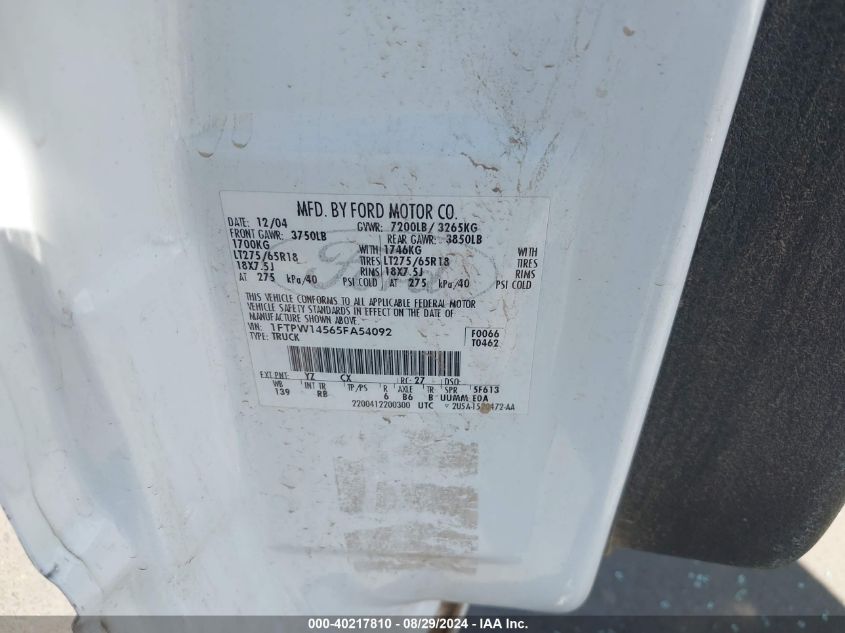 MFD. BY FORD MOTOR CO.
DATE: 12/04 GVWR: 7200LB/ 3265KG
FRONT GAWR: 3750LB REAR GAWR: 3850LB
1700KG WITH 1746KG WITH
LT275/65R18 TIRES LT275/65R18 TIRES
18X7.5J RIMS 18X7.5J RIMS
AT 275 kPa/40 PSI COLD AT 275 kPa/40 PSI COLD
Ford
THIS VEHICLE CONFORMS TO ALL APPLICABLE FEDERAL MOTOR
VEHICLE SAFETY STANDARDS IN EFFECT ON THE DATE OF
MANUFACTURE SHOWN ABOVE.
VIN: 1FTPW14565FA54092 F0066
TYPE: TRUCK T0462
EXT PNT: YZ CX RC: 27 DSO:
WB INT TR TP/PS R AXLE TR SPR 5F613
139 RB 6 B6 B UUMM E0A
2200412200300 UTC
000-40217810 - 08/29/2024 - IAA Inc.